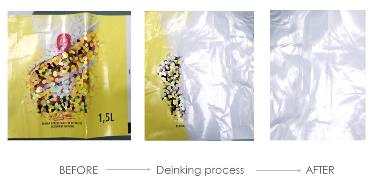 1,5L
BEFORE
Deinking process
AFTER